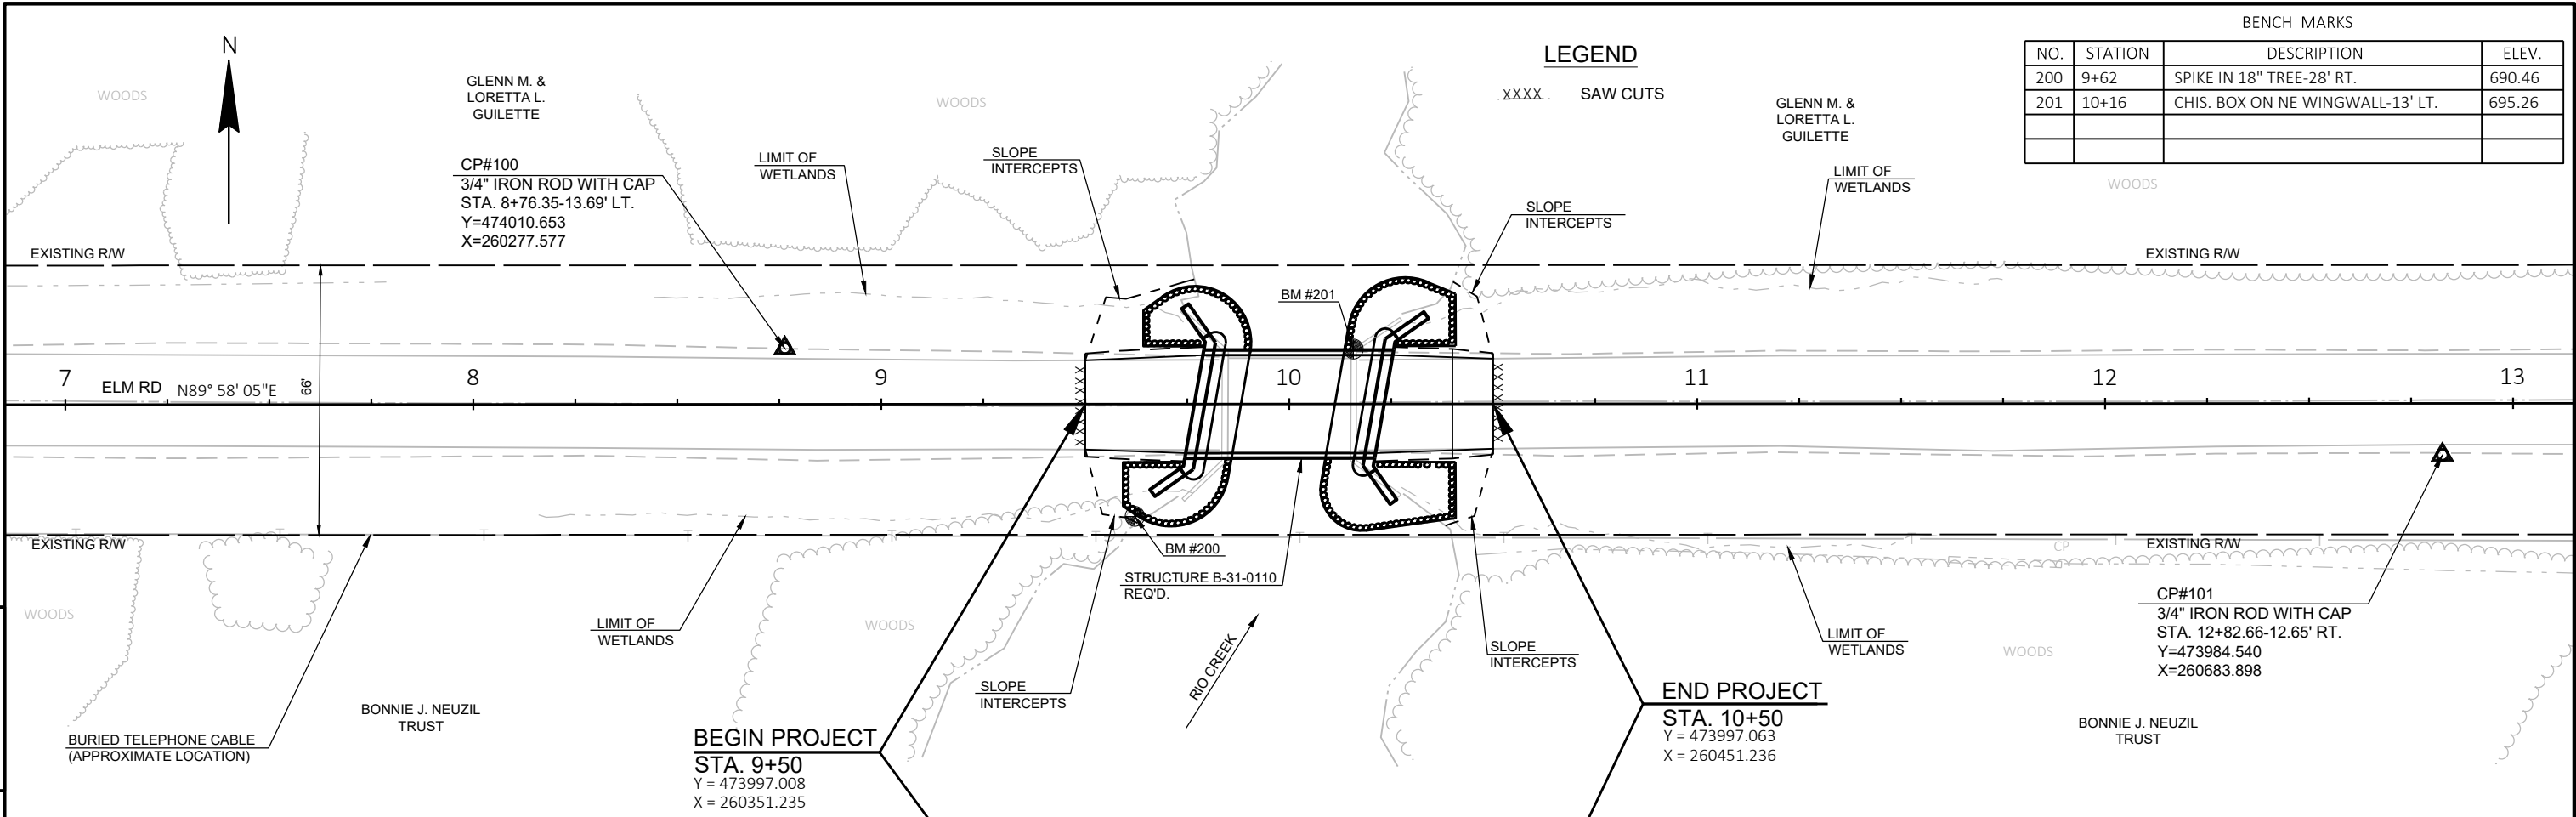 BENCH MARKS
NO. STATION DESCRIPTION ELEV.
200 9+62 SPIKE IN 18" TREE-28' RT. 690.46
201 10+16 CHIS. BOX ON NE WINGWALL-13' LT. 695.26
LEGEND
.XXXX. SAW CUTS
N
WOODS
GLENN M. &
LORETTA L.
GUILETTE
WOODS
GLENN M. &
LORETTA L.
GUILETTE
CP#100
3/4" IRON ROD WITH CAP
STA. 8+76.35-13.69' LT.
Y=474010.653
X=260277.577
LIMIT OF
WETLANDS
SLOPE
INTERCEPTS
SLOPE
INTERCEPTS
LIMIT OF
WETLANDS
WOODS
EXISTING R/W
EXISTING R/W
BM #201
7 8 9 10 11 12 13
ELM RD N89° 58' 05"E
66'
EXISTING R/W
EXISTING R/W
T T T T T T T T T T T
CP
BM #200
STRUCTURE B-31-0110
REQ'D.
RIO CREEK
WOODS
LIMIT OF
WETLANDS
WOODS
SLOPE
INTERCEPTS
SLOPE
INTERCEPTS
LIMIT OF
WETLANDS
WOODS
CP#101
3/4" IRON ROD WITH CAP
STA. 12+82.66-12.65' RT.
Y=473984.540
X=260683.898
BURIED TELEPHONE CABLE
(APPROXIMATE LOCATION)
BONNIE J. NEUZIL
TRUST
BEGIN PROJECT
STA. 9+50
Y = 473997.008
X = 260351.235
END PROJECT
STA. 10+50
Y = 473997.063
X = 260451.236
BONNIE J. NEUZIL
TRUST